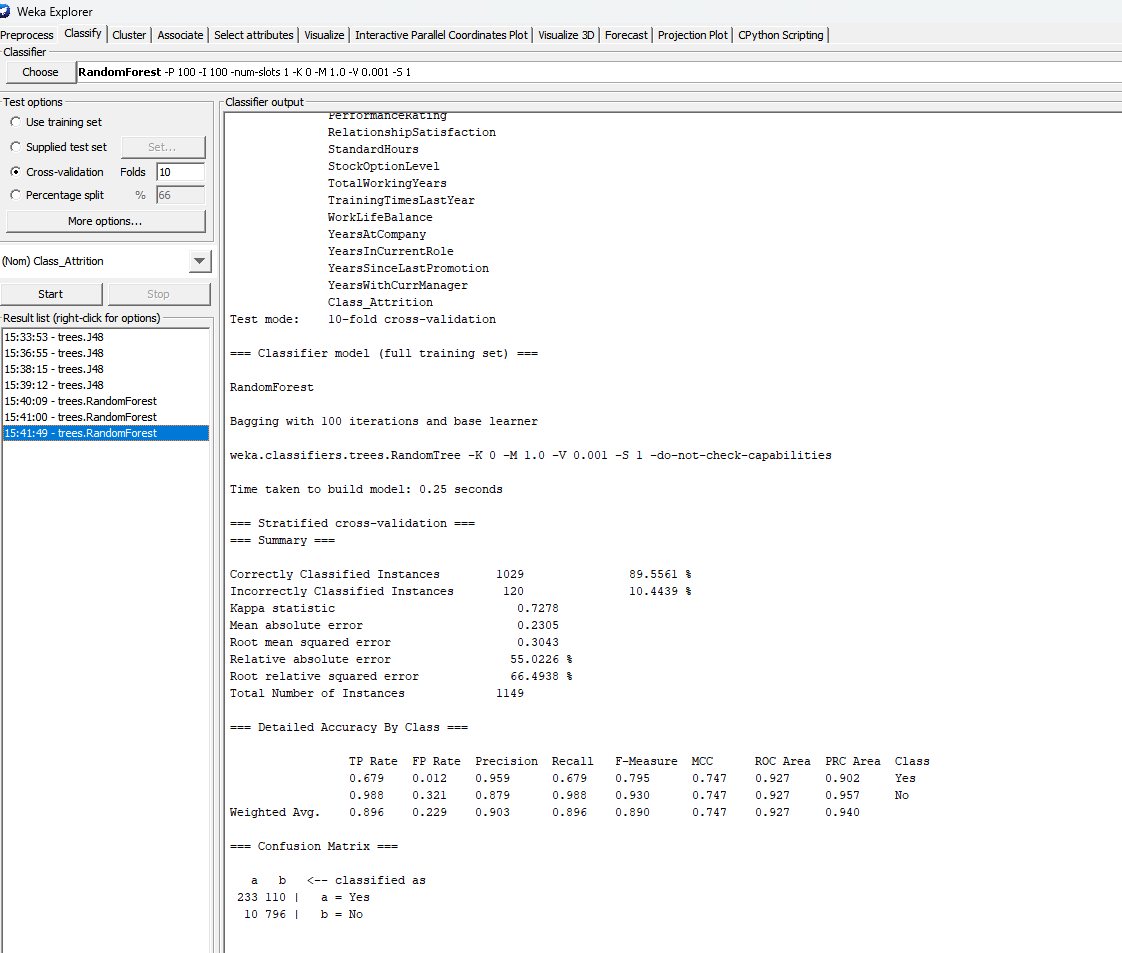 Weka Explorer
Preprocess Classify Cluster Associate Select attributes Visualize Interactive Parallel Coordinates Plot Visualize 3D Forecast Projection Plot CPython Scripting
Classifier
Choose RandomForest -P 100 -I 100 -num-slots 1 -K 0 -M 1.0 -V 0.001 -S 1
Test options
Use training set
Supplied test set Set...
Cross-validation Folds 10
Percentage split % 66
More options...
(Nom) Class_Attrition
Start Stop
Result list (right-click for options)
15:33:53 - trees.J48
15:36:55 - trees.J48
15:38:15 - trees.J48
15:39:12 - trees.J48
15:40:09 - trees.RandomForest
15:41:00 - trees.RandomForest
15:41:49 - trees.RandomForest
Classifier output
PerformanceRating
RelationshipSatisfaction
StandardHours
StockOptionLevel
TotalWorkingYears
TrainingTimesLastYear
WorkLifeBalance
YearsAtCompany
YearsInCurrentRole
YearsSinceLastPromotion
YearsWithCurrManager
Class_Attrition
Test mode: 10-fold cross-validation
=== Classifier model (full training set) ===
RandomForest
Bagging with 100 iterations and base learner
weka.classifiers.trees.RandomTree -K 0 -M 1.0 -V 0.001 -S 1 -do-not-check-capabilities
Time taken to build model: 0.25 seconds
=== Stratified cross-validation ===
=== Summary ===
Correctly Classified Instances 1029 89.5561 %
Incorrectly Classified Instances 120 10.4439 %
Kappa statistic 0.7278
Mean absolute error 0.2305
Root mean squared error 0.3043
Relative absolute error 55.0226 %
Root relative squared error 66.4938 %
Total Number of Instances 1149
=== Detailed Accuracy By Class ===
TP Rate FP Rate Precision Recall F-Measure MCC ROC Area PRC Area Class
0.679 0.012 0.959 0.679 0.795 0.747 0.927 0.902 Yes
0.988 0.321 0.879 0.988 0.930 0.747 0.927 0.957 No
Weighted Avg. 0.896 0.229 0.903 0.896 0.890 0.747 0.927 0.940
=== Confusion Matrix ===
a b <-- classified as
233 110 | a = Yes
10 796 | b = No